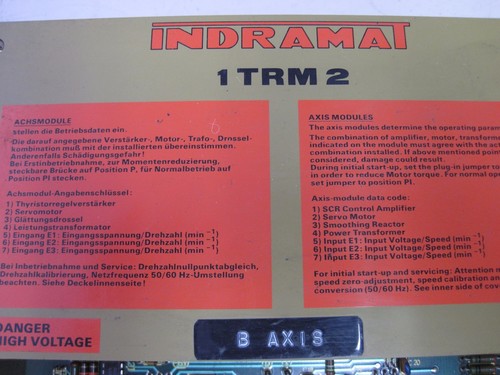 INDRAMAT
1 TRM 2
ACHSMODULE
stellen die Betriebsdaten ein.
Die darauf angegebene Verstärker-, Motor-, Trafo-, Drossel-
kombination muß mit der installierten übereinstimmen.
Anderenfalls Schädigungsgefahr!
Bei Erstinbetriebnahme, zur Momentenreduzierung,
steckbare Brücke auf Position P, für Normalbetrieb auf
Position PI stecken.
Achsmodul-Angabenschlüssel:
1) Thyristorregelverstärker
2) Servomotor
3) Glättungsdrossel
4) Leistungstransformator
5) Eingang E1: Eingangsspannung/Drehzahl (min⁻¹)
6) Eingang E2: Eingangsspannung/Drehzahl (min⁻¹)
7) Eingang E3: Eingangsspannung/Drehzahl (min⁻¹)
Bei Inbetriebnahme und Service: Drehzahlnullpunktabgleich,
Drehzahlkalibrierung, Netzfrequenz 50/60 Hz-Umstellung
beachten. Siehe Deckelinnenseite!
AXIS MODULES
The axis modules determine the operating param
The combination of amplifier, motor, transforme
indicated on the module must agree with the ast
combination installed. If above mentioned point
considered, damage could result.
During initial start-up, set the plug-in jumper to
in order to reduce Motor torque. For normal ope
set jumper to position PI.
Axis-module data code:
1) SCR Control Amplifier
2) Servo Motor
3) Smoothing Reactor
4) Power Transformer
5) Input E1: Input Voltage/Speed (min⁻¹)
6) Input E2: Input Voltage/Speed (min⁻¹)
7) Input E3: Input Voltage/Speed (min⁻¹)
For initial start-up and servicing: Attention m
speed zero-adjustment, speed calibration and
conversion (50/60 Hz). See inner side of cove
DANGER
HIGH VOLTAGE
B AXIS